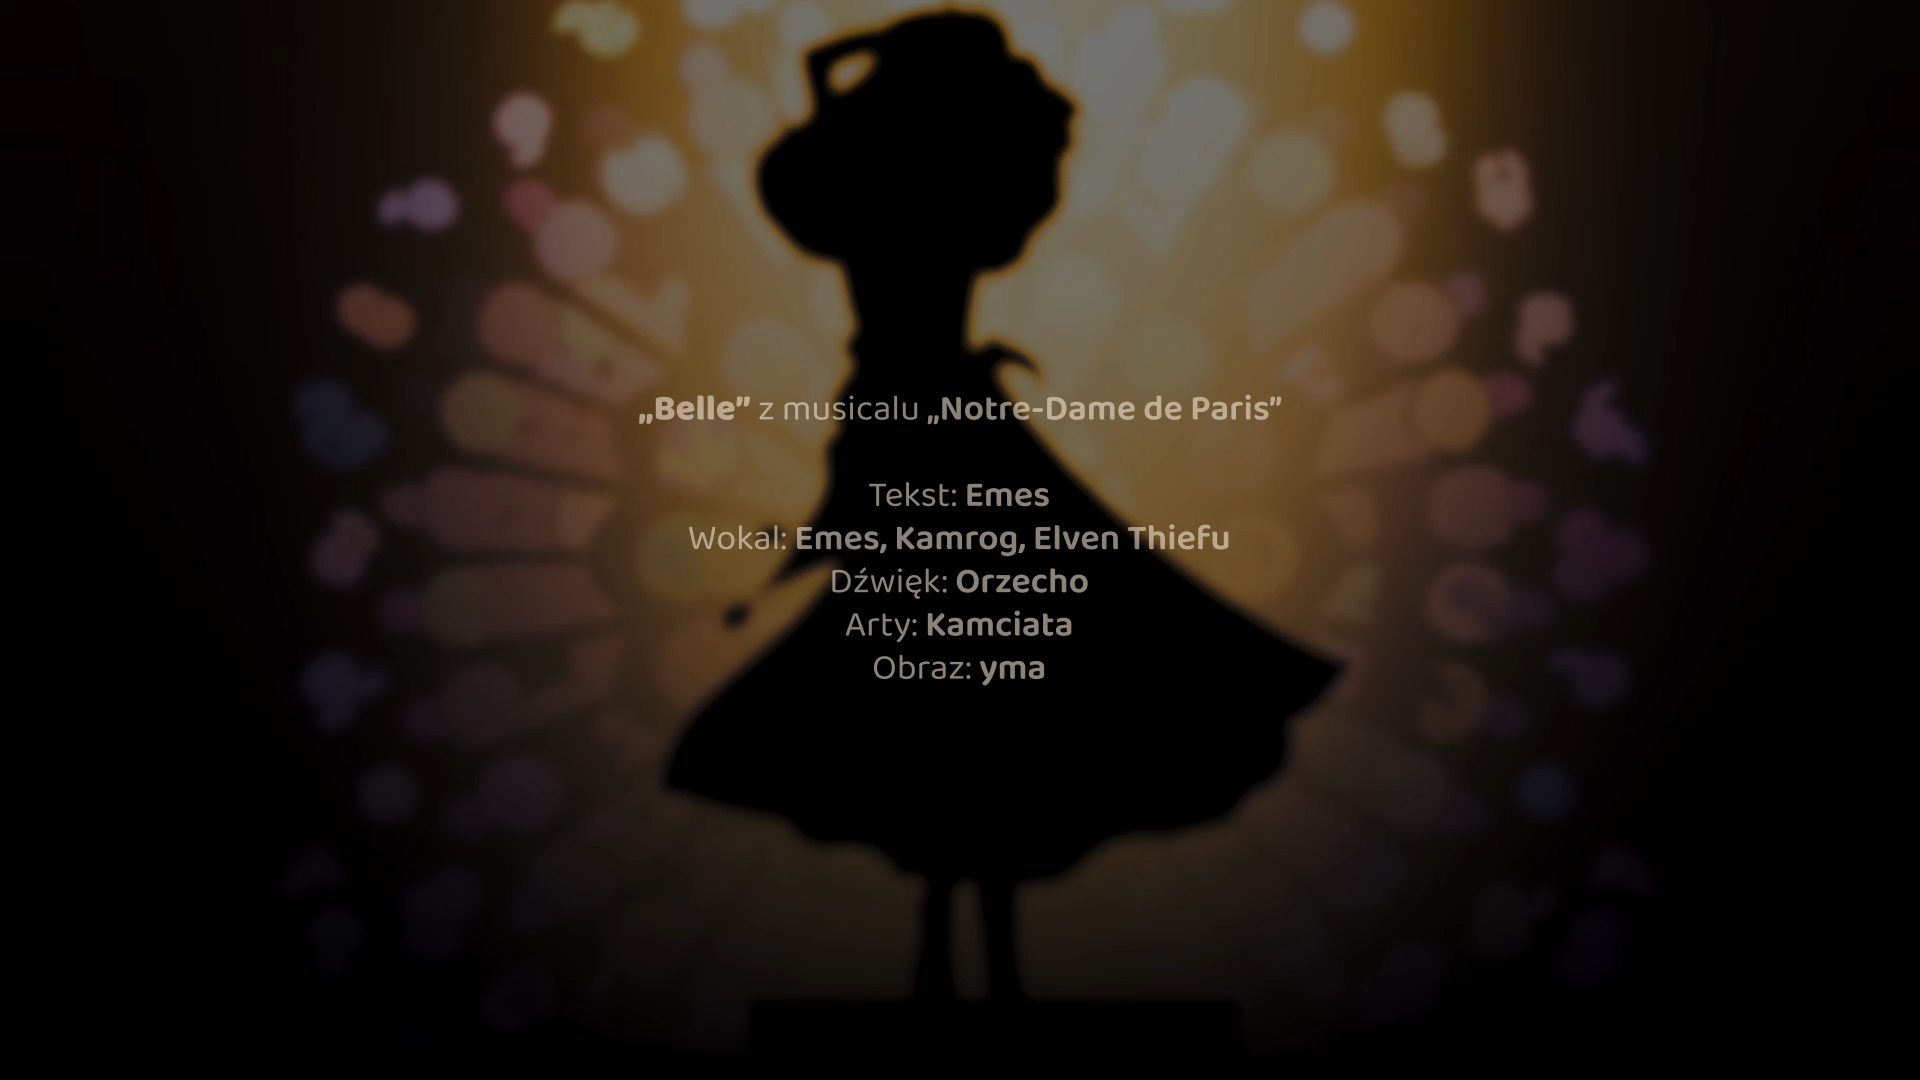 „Belle” z musicalu „Notre-Dame de Paris”
Tekst: Emes
Wokal: Emes, Kamrog, Elven Thiefu
Dźwięk: Orzecho
Arty: Kamciata
Obraz: yma